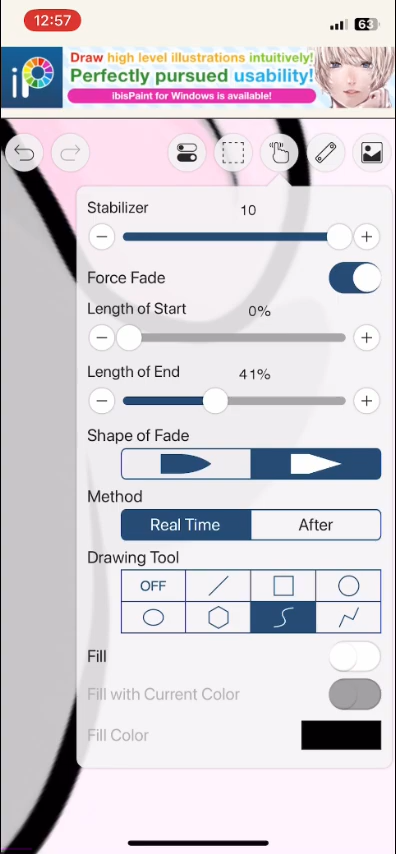 12:57
63
Draw high level illustrations intuitively!
Perfectly pursued usability!
ibisPaint for Windows is available!
iP
Stabilizer 10
Force Fade
Length of Start 0%
Length of End 41%
Shape of Fade
Method
Real Time After
Drawing Tool
OFF
Fill
Fill with Current Color
Fill Color